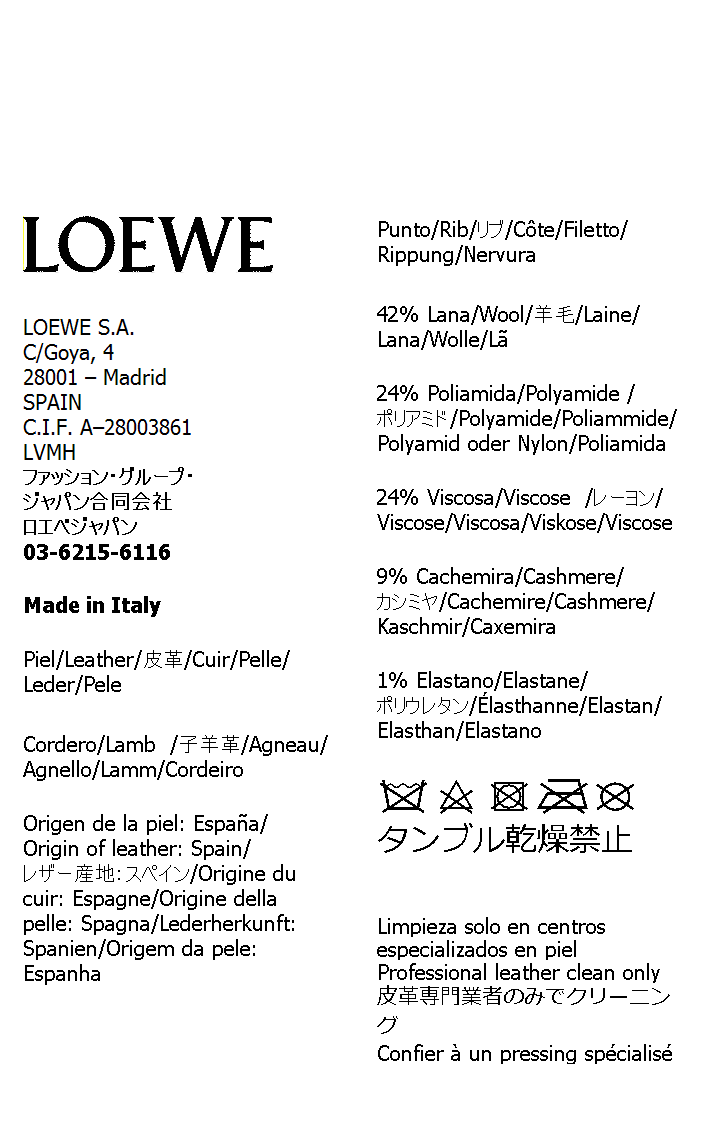 LOEWE
LOEWE S.A.
C/Goya, 4
28001 – Madrid
SPAIN
C.I.F. A–28003861
LVMH
ファッション・グループ・
ジャパン合同会社
ロエベジャパン
03-6215-6116
Made in Italy
Piel/Leather/皮革/Cuir/Pelle/
Leder/Pele
Cordero/Lamb /子羊革/Agneau/
Agnello/Lamm/Cordeiro
Origen de la piel: España/
Origin of leather: Spain/
レザー産地：スペイン/Origine du
cuir: Espagne/Origine della
pelle: Spagna/Lederherkunft:
Spanien/Origem da pele:
Espanha
Punto/Rib/リブ/Côte/Filetto/
Rippung/Nervura
42% Lana/Wool/羊毛/Laine/
Lana/Wolle/Lã
24% Poliamida/Polyamide /
ポリアミド/Polyamide/Poliammide/
Polyamid oder Nylon/Poliamida
24% Viscosa/Viscose /レーヨン/
Viscose/Viscosa/Viskose/Viscose
9% Cachemira/Cashmere/
カシミヤ/Cachemire/Cashmere/
Kaschmir/Caxemira
1% Elastano/Elastane/
ポリウレタン/Élasthanne/Elastan/
Elasthan/Elastano
タンブル乾燥禁止
Limpieza solo en centros
especializados en piel
Professional leather clean only
皮革専門業者のみでクリーニン
グ
Confier à un pressing spécialisé